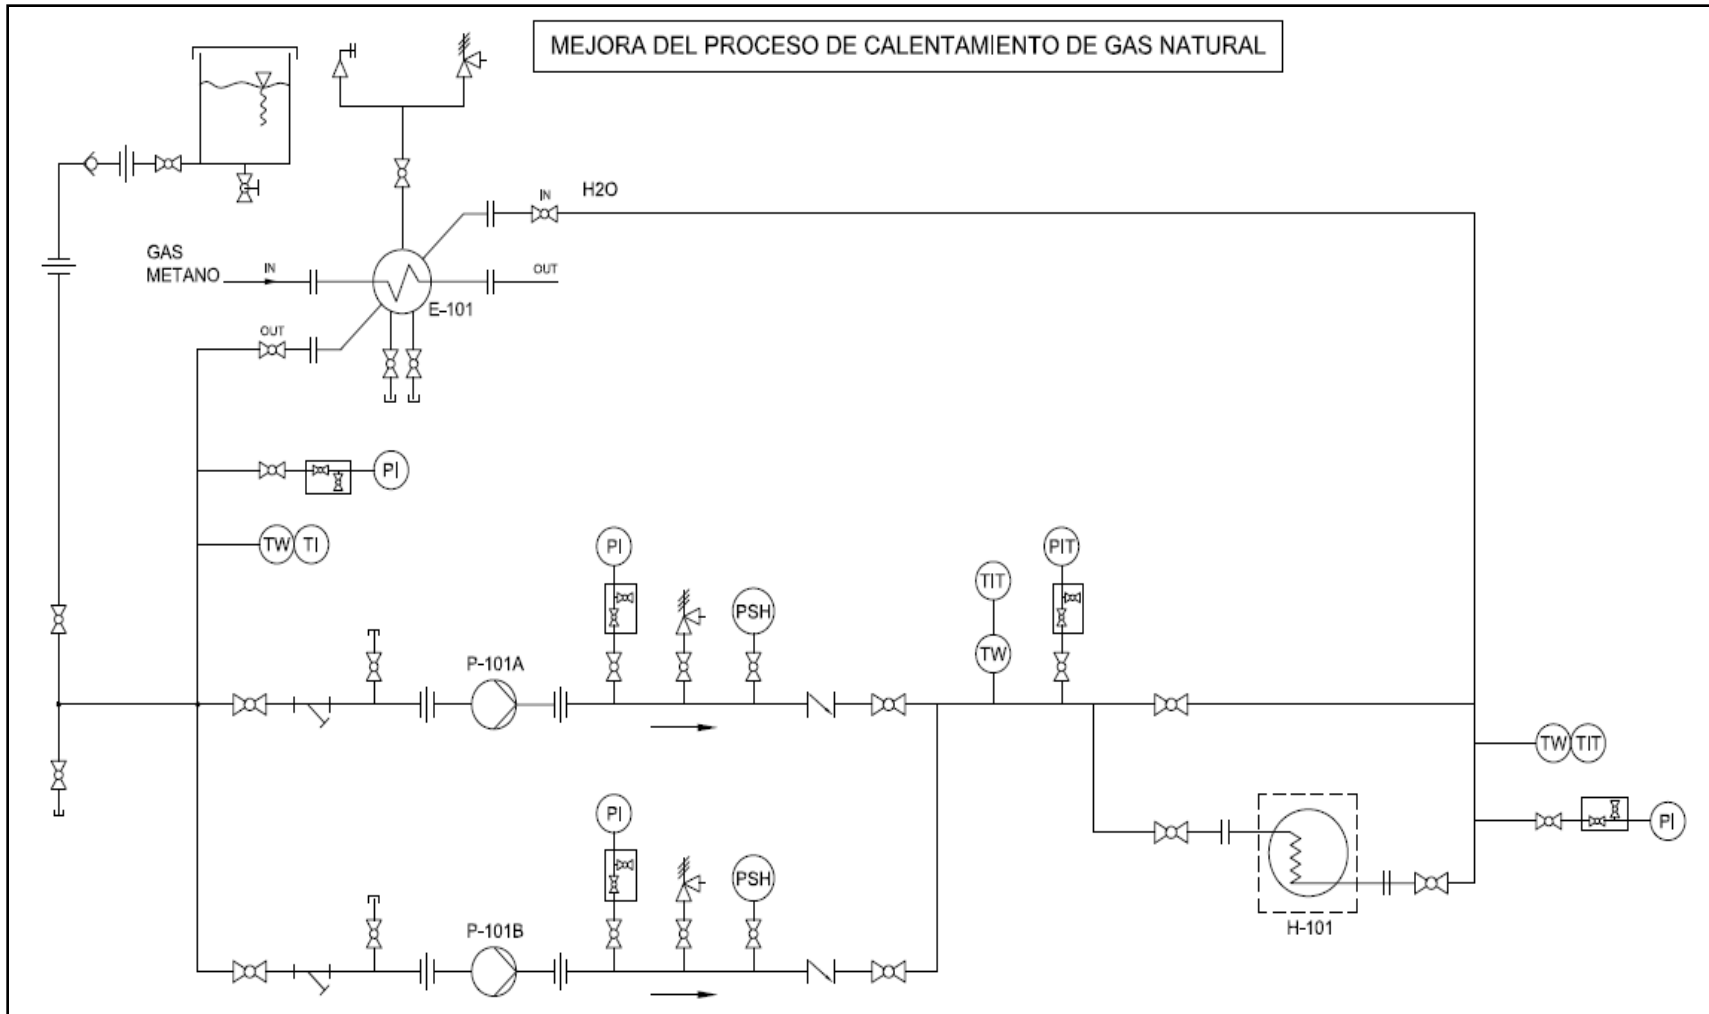 MEJORA DEL PROCESO DE CALENTAMIENTO DE GAS NATURAL
IN
H2O
GAS
METANO
IN
OUT
E-101
OUT
PI
TW TI
PI
PIT
TIT
PSH
TW
P-101A
TW TIT
PI
PI
PSH
P-101B
H-101